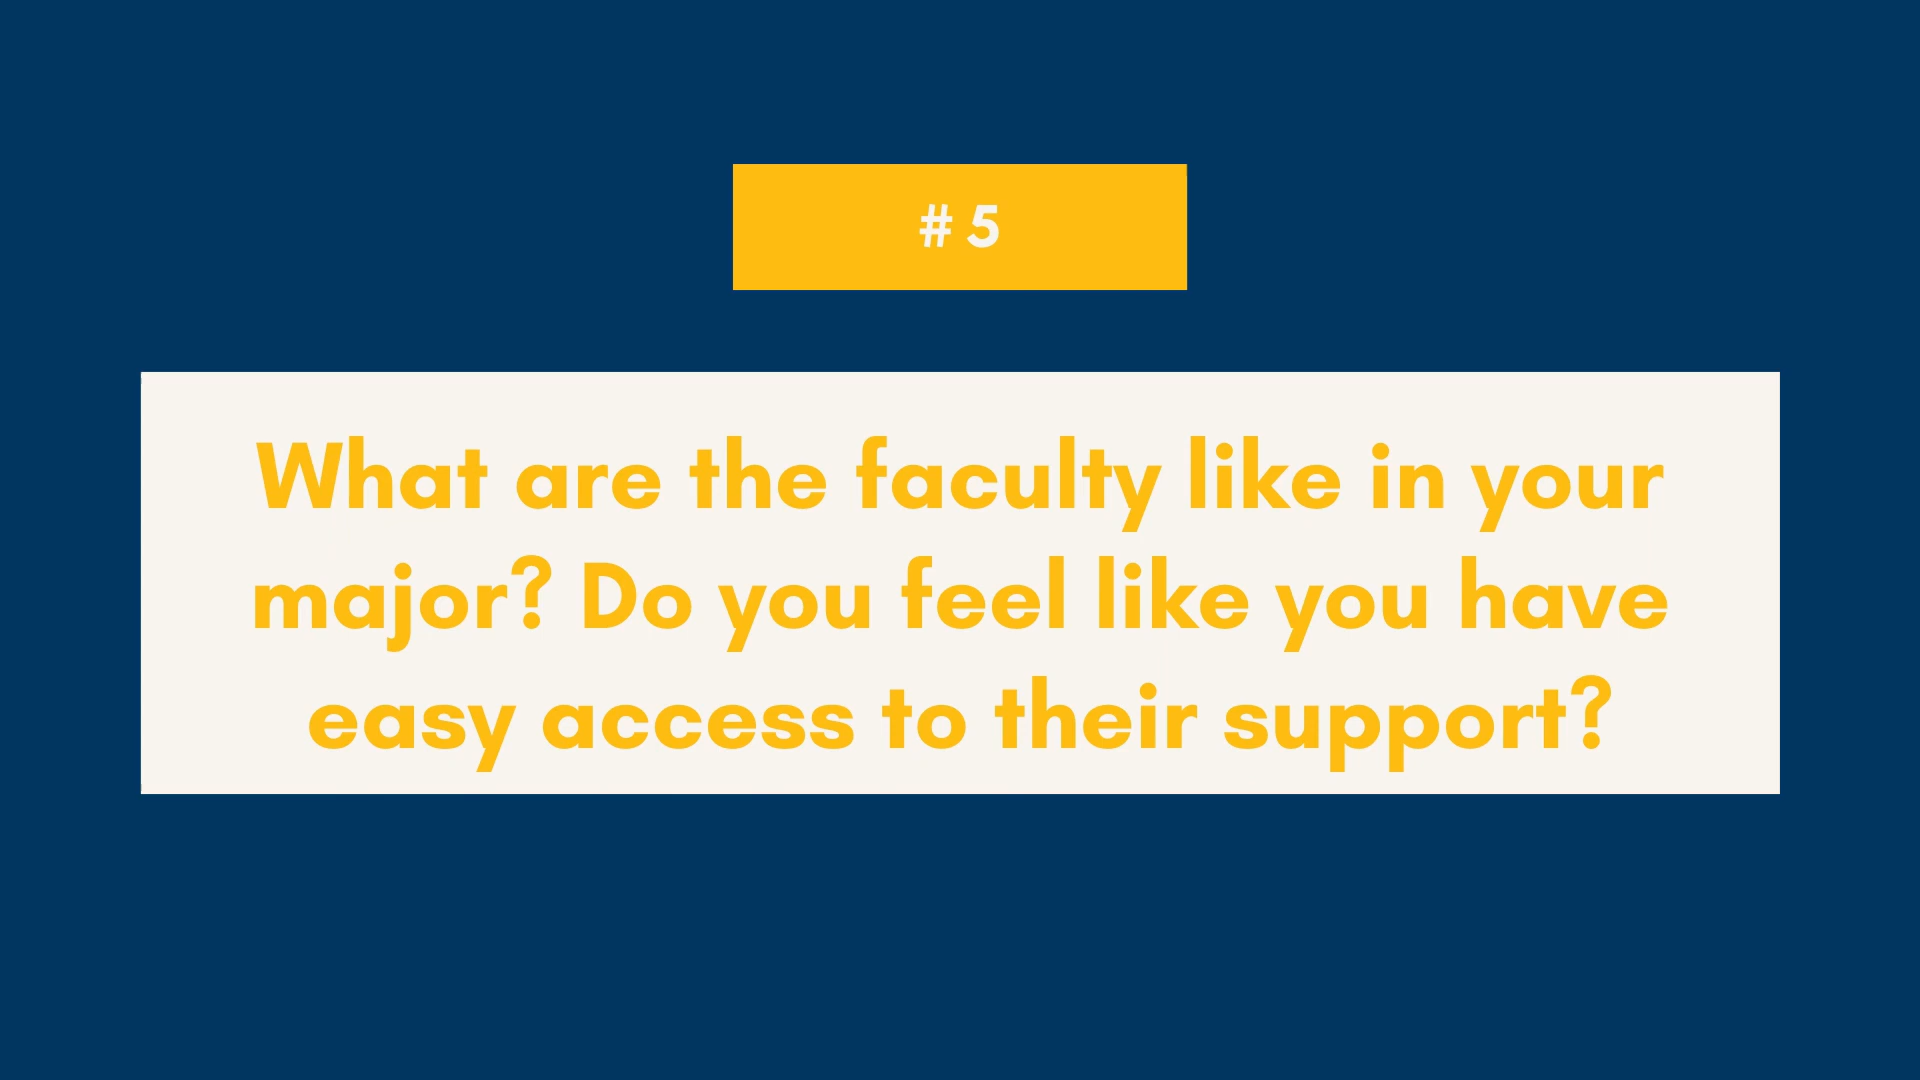 # 5
What are the faculty like in your
major? Do you feel like you have
easy access to their support?